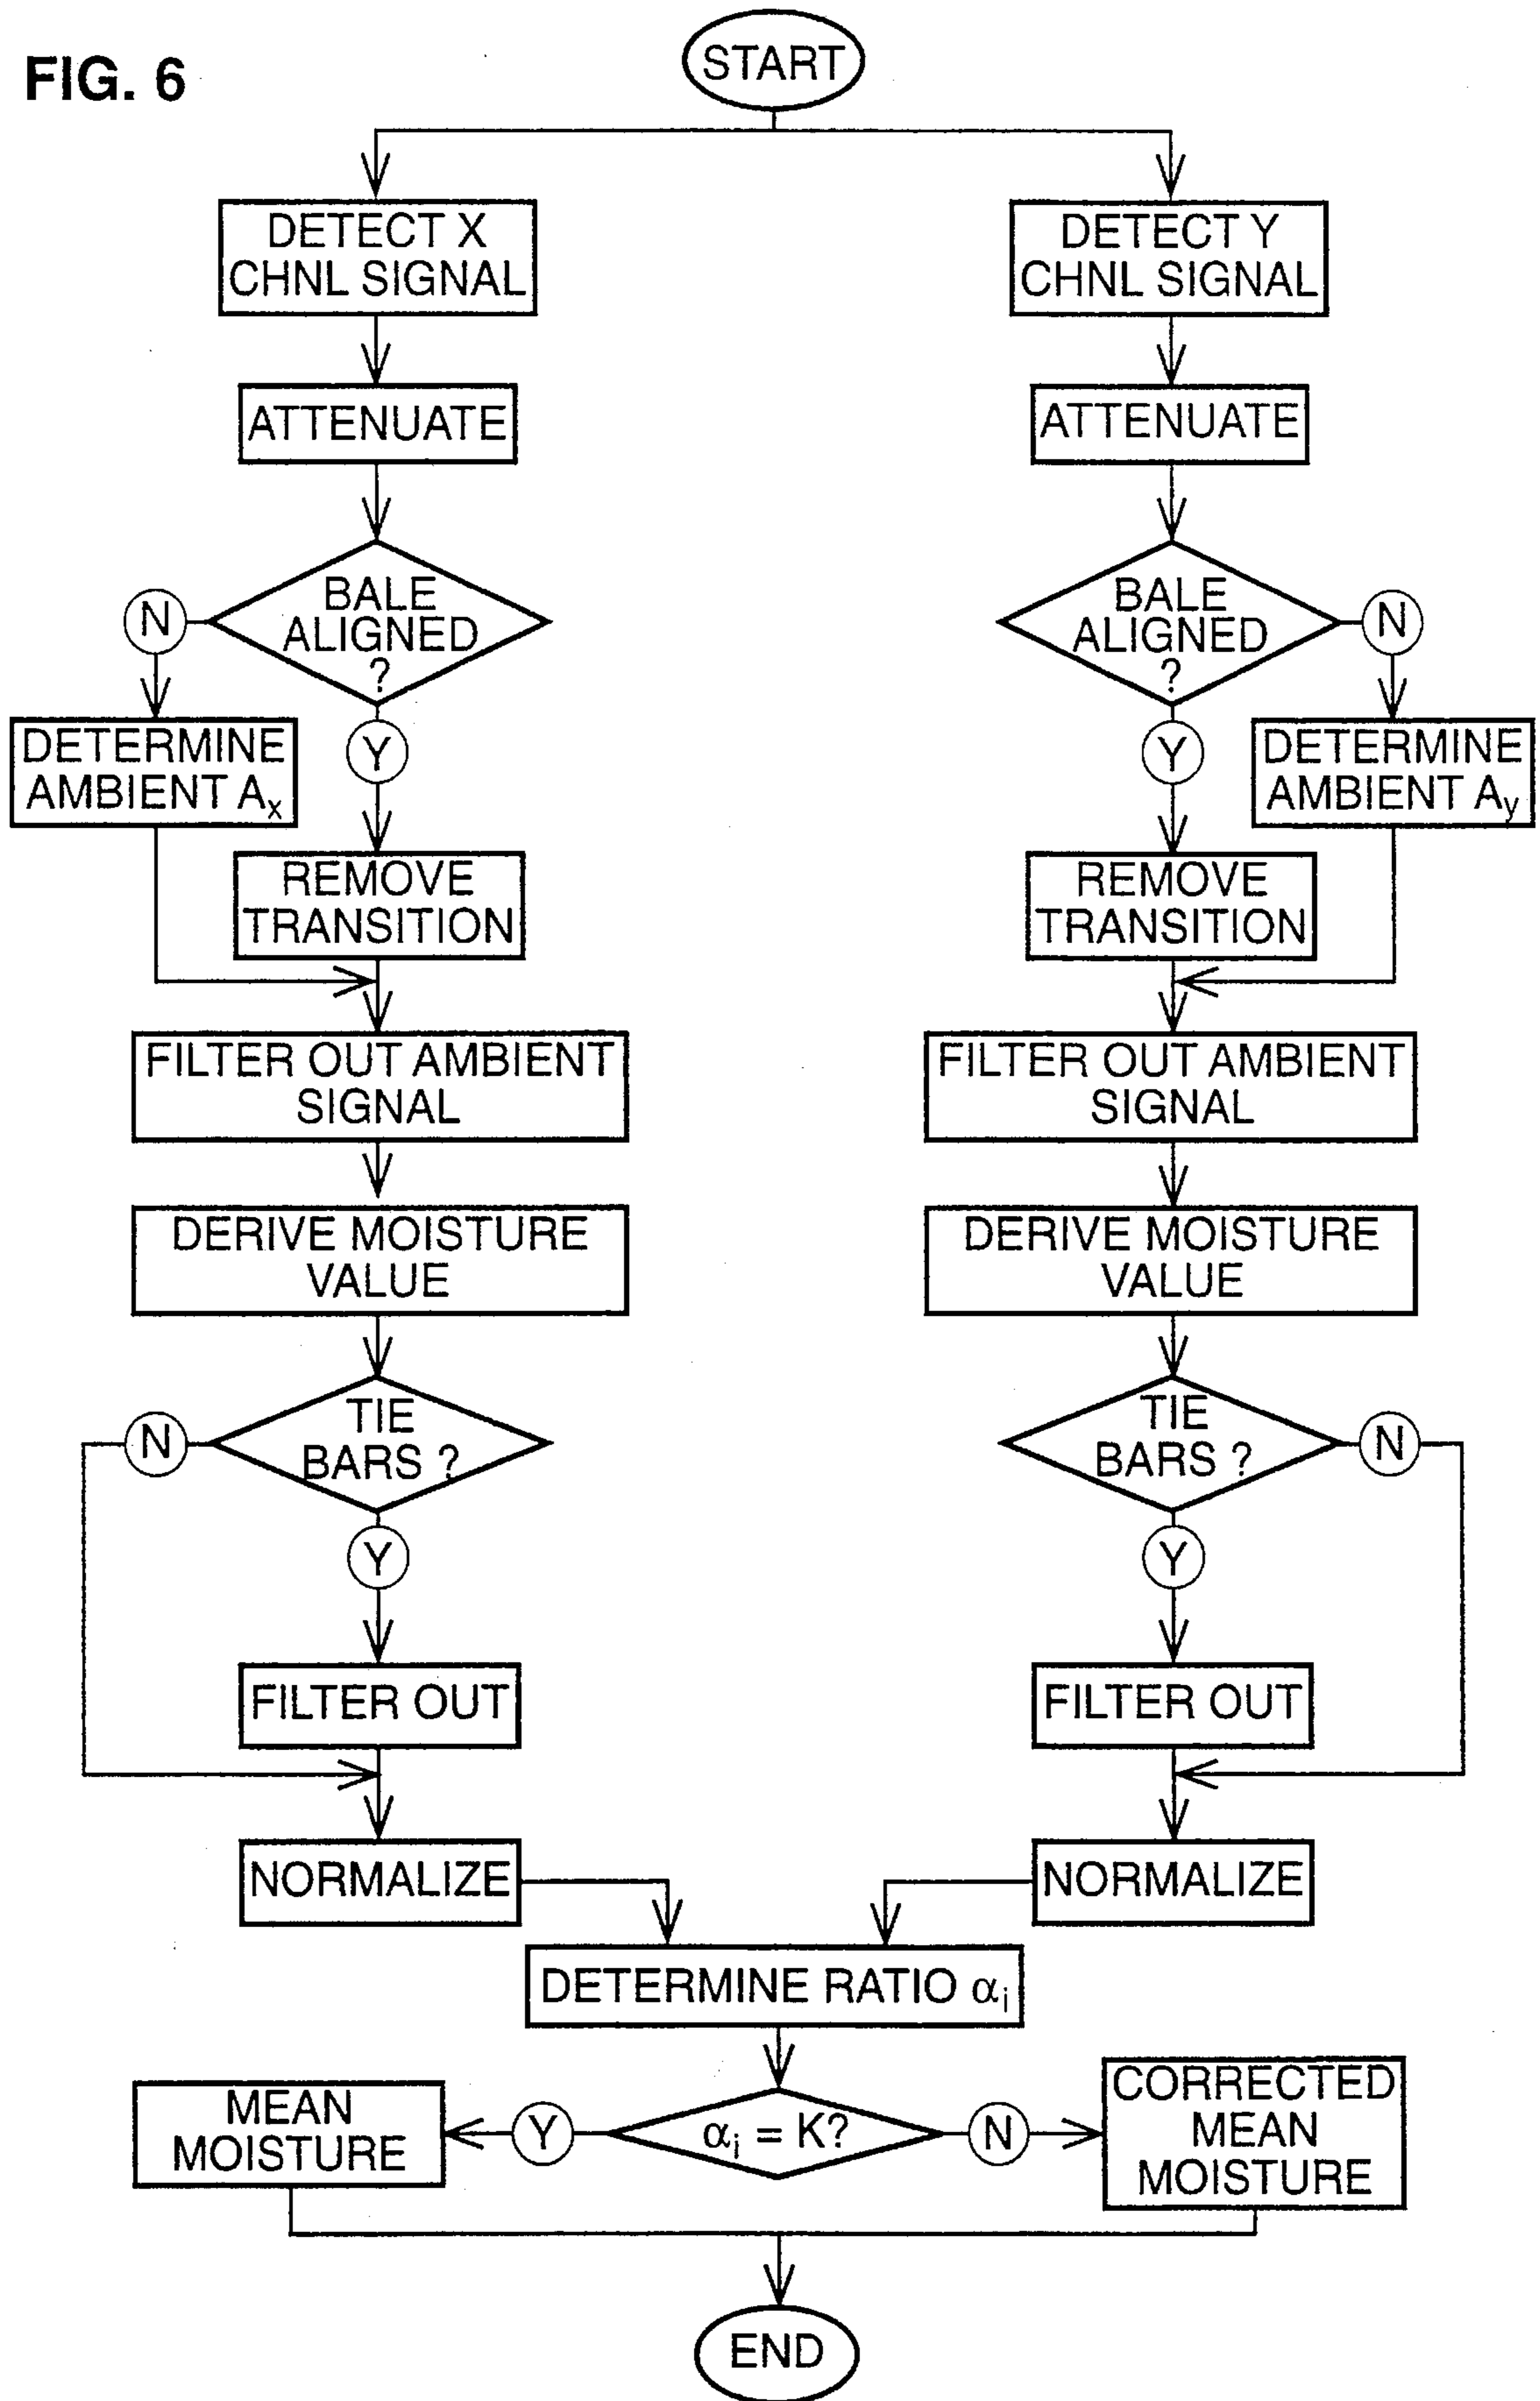 FIG. 6
START
DETECT X
CHNL SIGNAL
DETECT Y
CHNL SIGNAL
ATTENUATE
ATTENUATE
BALE
ALIGNED
?
N
Y
BALE
ALIGNED
?
N
Y
DETERMINE
AMBIENT Ax
DETERMINE
AMBIENT Ay
REMOVE
TRANSITION
REMOVE
TRANSITION
FILTER OUT AMBIENT
SIGNAL
FILTER OUT AMBIENT
SIGNAL
DERIVE MOISTURE
VALUE
DERIVE MOISTURE
VALUE
TIE
BARS ?
N
Y
TIE
BARS ?
N
Y
FILTER OUT
FILTER OUT
NORMALIZE
NORMALIZE
DETERMINE RATIO αi
MEAN
MOISTURE
Y
αi = K?
N
CORRECTED
MEAN
MOISTURE
END